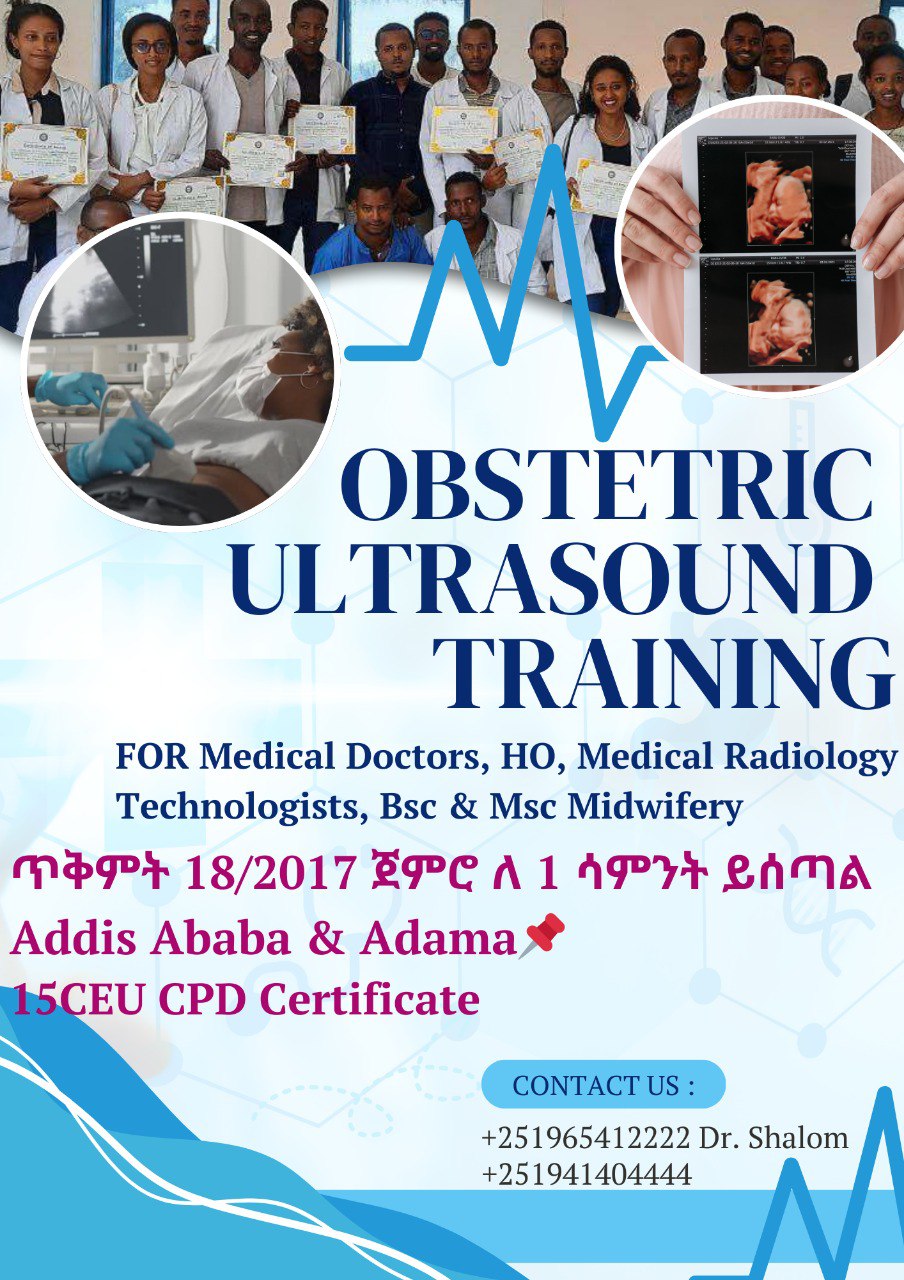 OBSTETRIC
ULTRASOUND
TRAINING
FOR Medical Doctors, HO, Medical Radiology
Technologists, Bsc & Msc Midwifery
ጥቅምት 18/2017 ጀምሮ ለ 1 ሳምንት ይሰጣል
Addis Ababa & Adama
15CEU CPD Certificate
CONTACT US :
+251965412222 Dr. Shalom
+251941404444